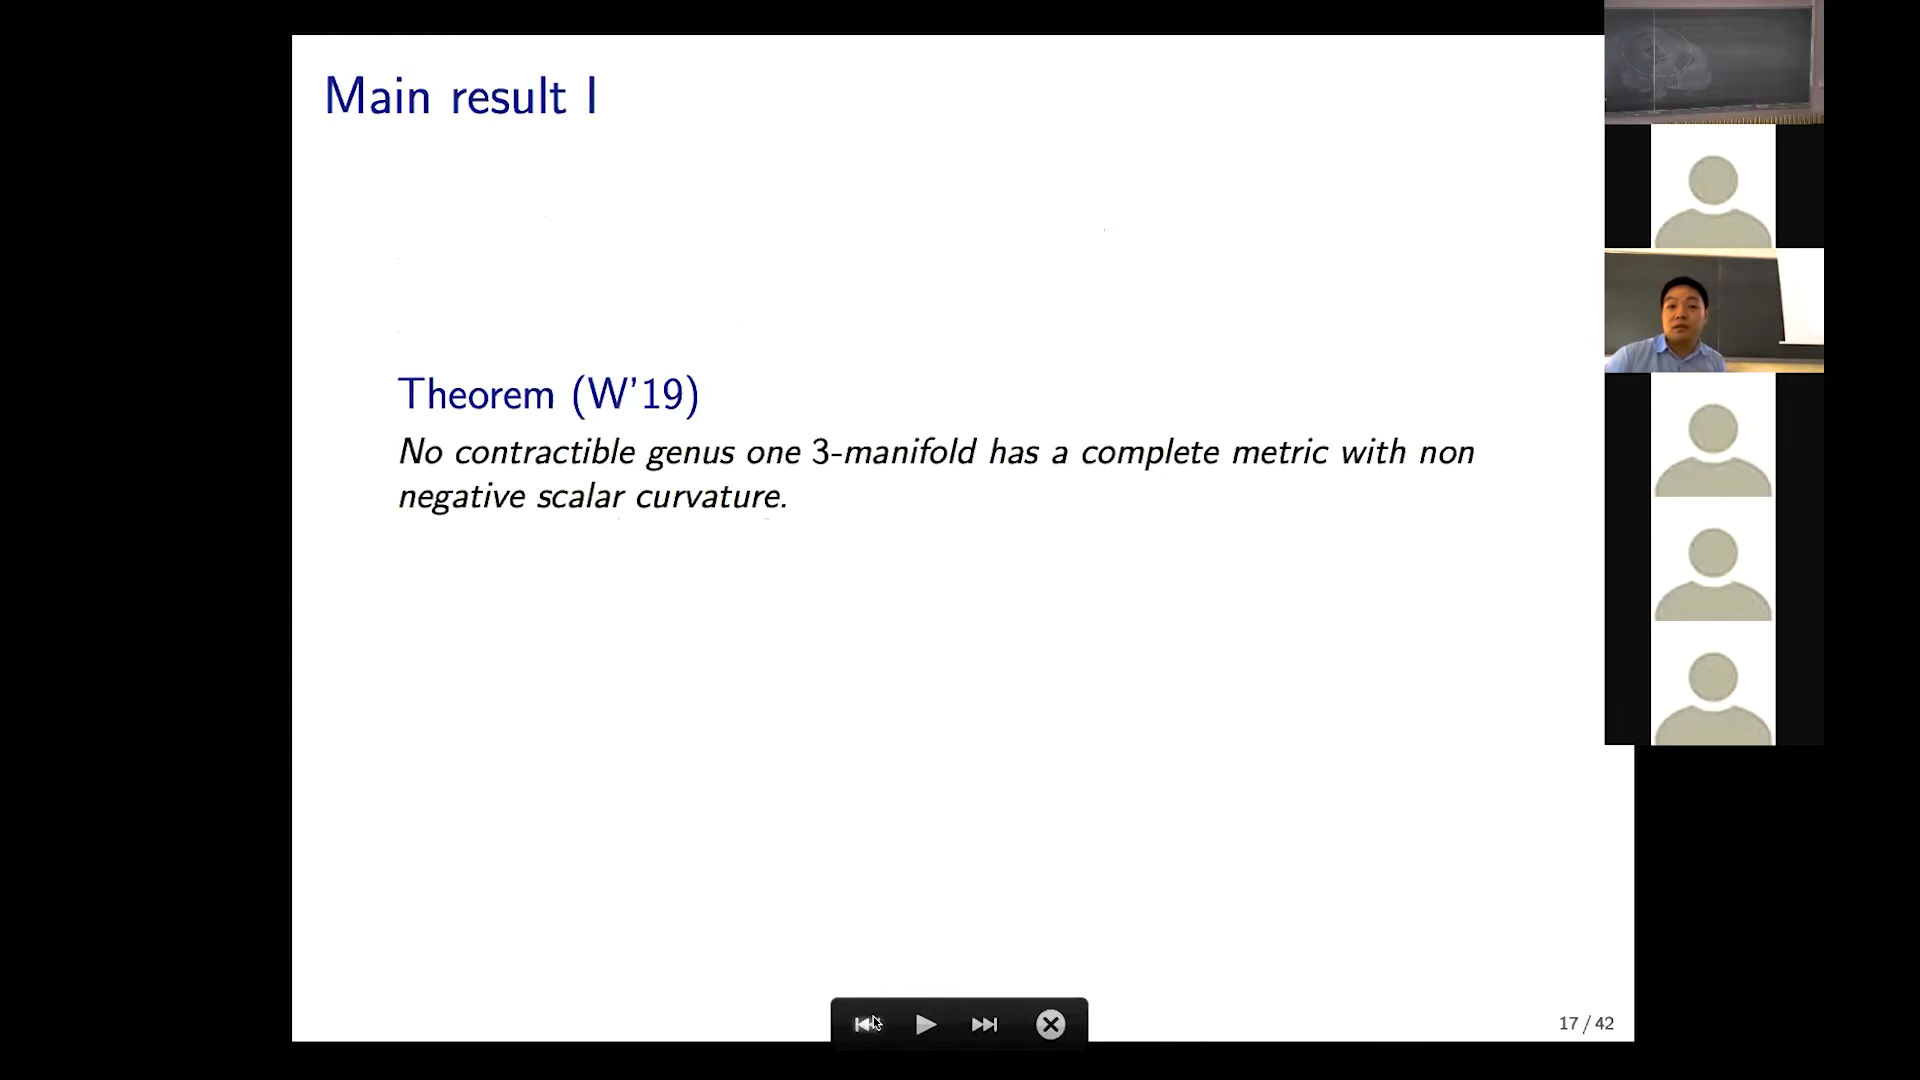 Main result I
Theorem (W'19)
No contractible genus one 3-manifold has a complete metric with non
negative scalar curvature.
17 / 42